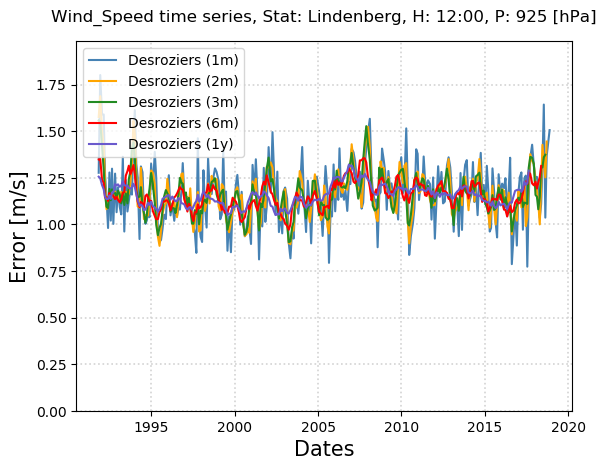 Wind_Speed time series, Stat: Lindenberg, H: 12:00, P: 925 [hPa]
Desroziers (1m)
Desroziers (2m)
Desroziers (3m)
Desroziers (6m)
Desroziers (1y)
1.75
1.50
1.25
1.00
0.75
0.50
0.25
0.00
Error [m/s]
1995
2000
2005
2010
2015
2020
Dates